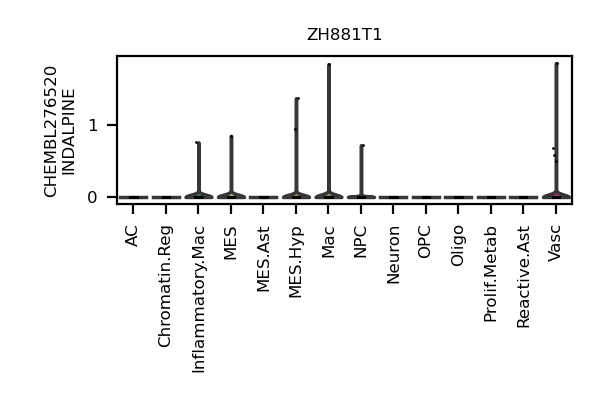 ZH881T1
CHEMBL276520
INDALPINE
1
0
AC
Chromatin.Reg
Inflammatory.Mac
MES
MES.Ast
MES.Hyp
Mac
NPC
Neuron
OPC
Oligo
Prolif.Metab
Reactive.Ast
Vasc